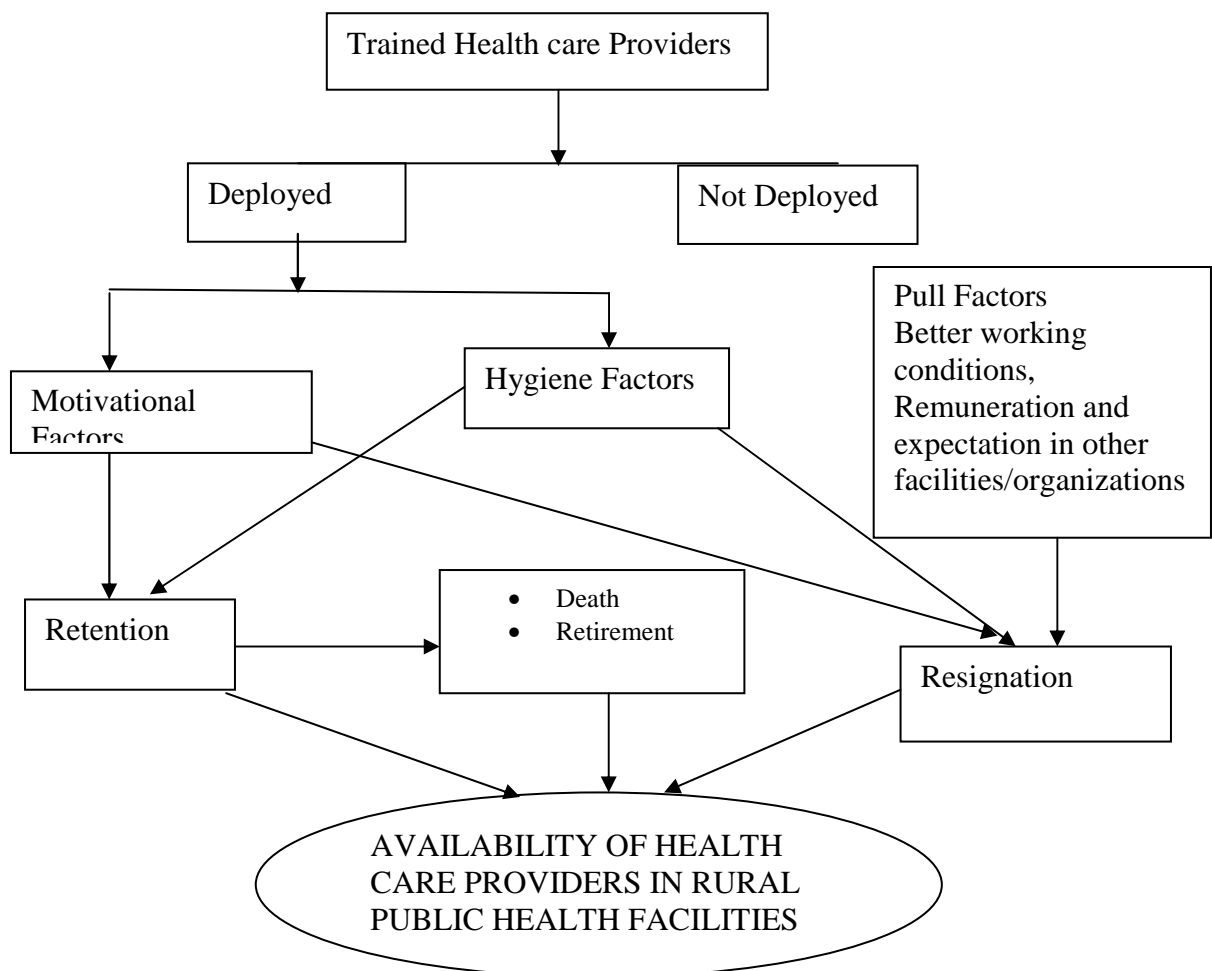 Trained Health care Providers
Deployed
Not Deployed
Pull Factors
Better working
conditions,
Remuneration and
expectation in other
facilities/organizations
Hygiene Factors
Motivational
Factors
• Death
• Retirement
Retention
Resignation
AVAILABILITY OF HEALTH
CARE PROVIDERS IN RURAL
PUBLIC HEALTH FACILITIES